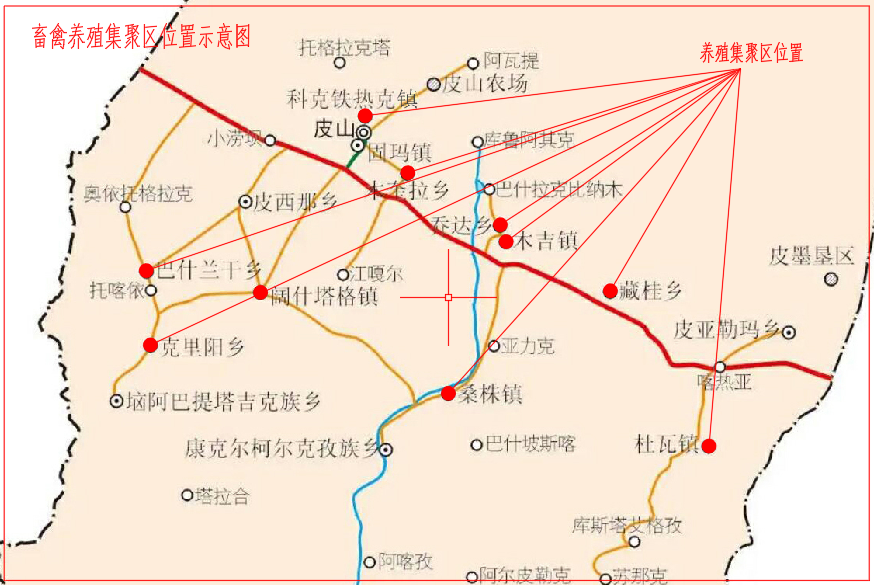 畜禽养殖集聚区位置示意图
托格拉克塔
阿瓦提
养殖集聚区位置
皮山农场
科克铁热克镇
皮山
小涝坝
固玛镇
库鲁阿其克
木奎拉乡
奥依托格拉克
皮西那乡
巴什拉克比纳木
乔达乡
木吉镇
皮墨垦区
巴什兰干乡
江嘎尔
托喀依
阔什塔格镇
藏桂乡
皮亚勒玛乡
克里阳乡
亚力克
喀热亚
桑株镇
垴阿巴提塔吉克族乡
康克尔柯尔克孜族乡
巴什坡斯喀
杜瓦镇
塔拉合
库斯塔艾格孜
阿喀孜
阿尔皮勒克
苏那克